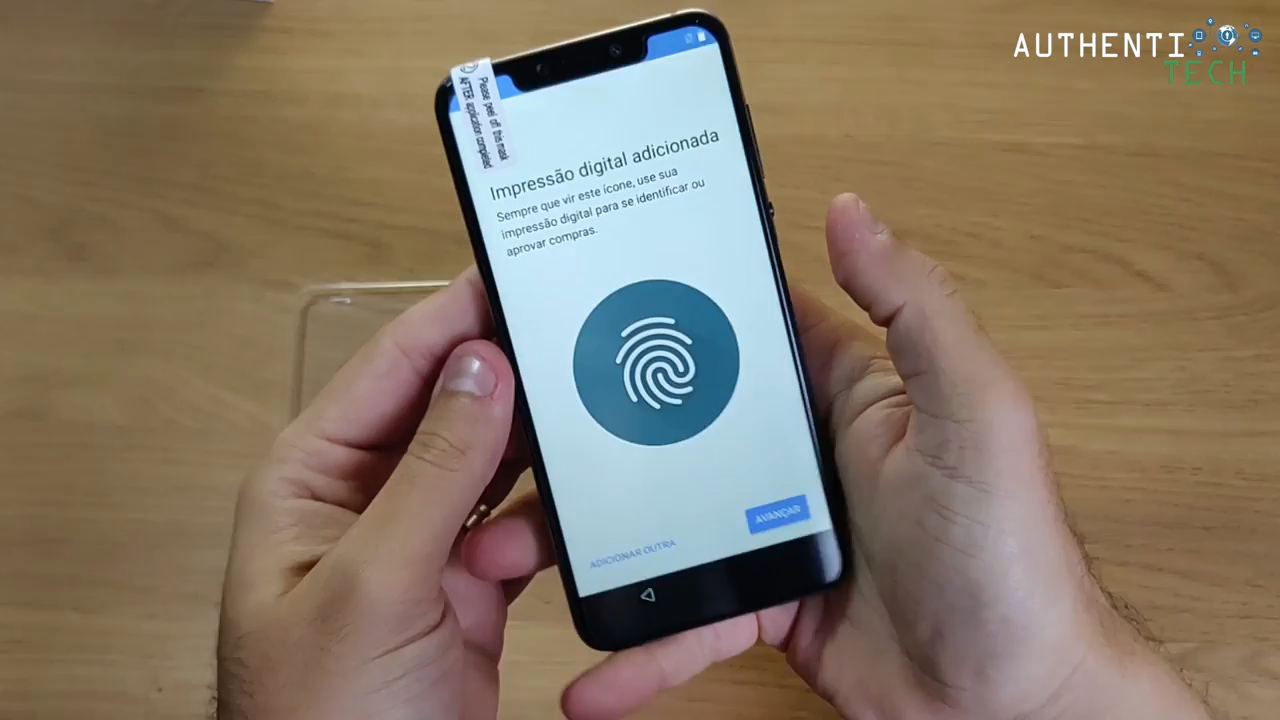 AUTHENTI
TECH
Please peel off this mask
AFTER application completed
Impressão digital adicionada
Sempre que vir este ícone, use sua
impressão digital para se identificar ou
aprovar compras.
AVANÇAR
ADICIONAR OUTRA